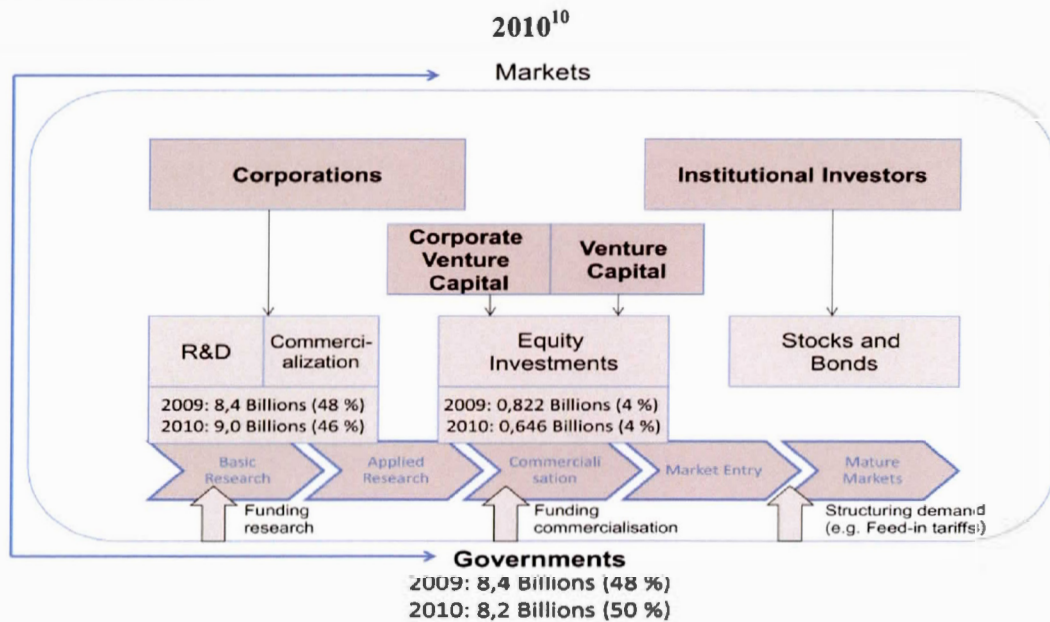 2010¹⁰
Markets
Corporations
Institutional Investors
Corporate
Venture
Capital
Venture
Capital
R&D
Commerci-
alization
Equity
Investments
Stocks and
Bonds
2009: 8,4 Billions (48 %)
2010: 9,0 Billions (46 %)
2009: 0,822 Billions (4 %)
2010: 0,646 Billions (4 %)
Basic
Research
Applied
Research
Commerciali
sation
Market Entry
Mature
Markets
Funding
research
Funding
commercialisation
Structuring demand
(e.g. Feed-in tariffs)
Governments
2009: 8,4 Billions (48 %)
2010: 8,2 Billions (50 %)